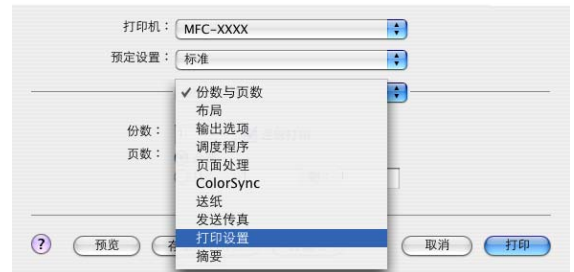 打印机： MFC-XXXX
预定设置： 标准
✓ 份数与页数
布局
份数：
输出选项
调度程序
页数：
页面处理
ColorSync
送纸
发送传真
打印设置
摘要
? 预览
取消 打印